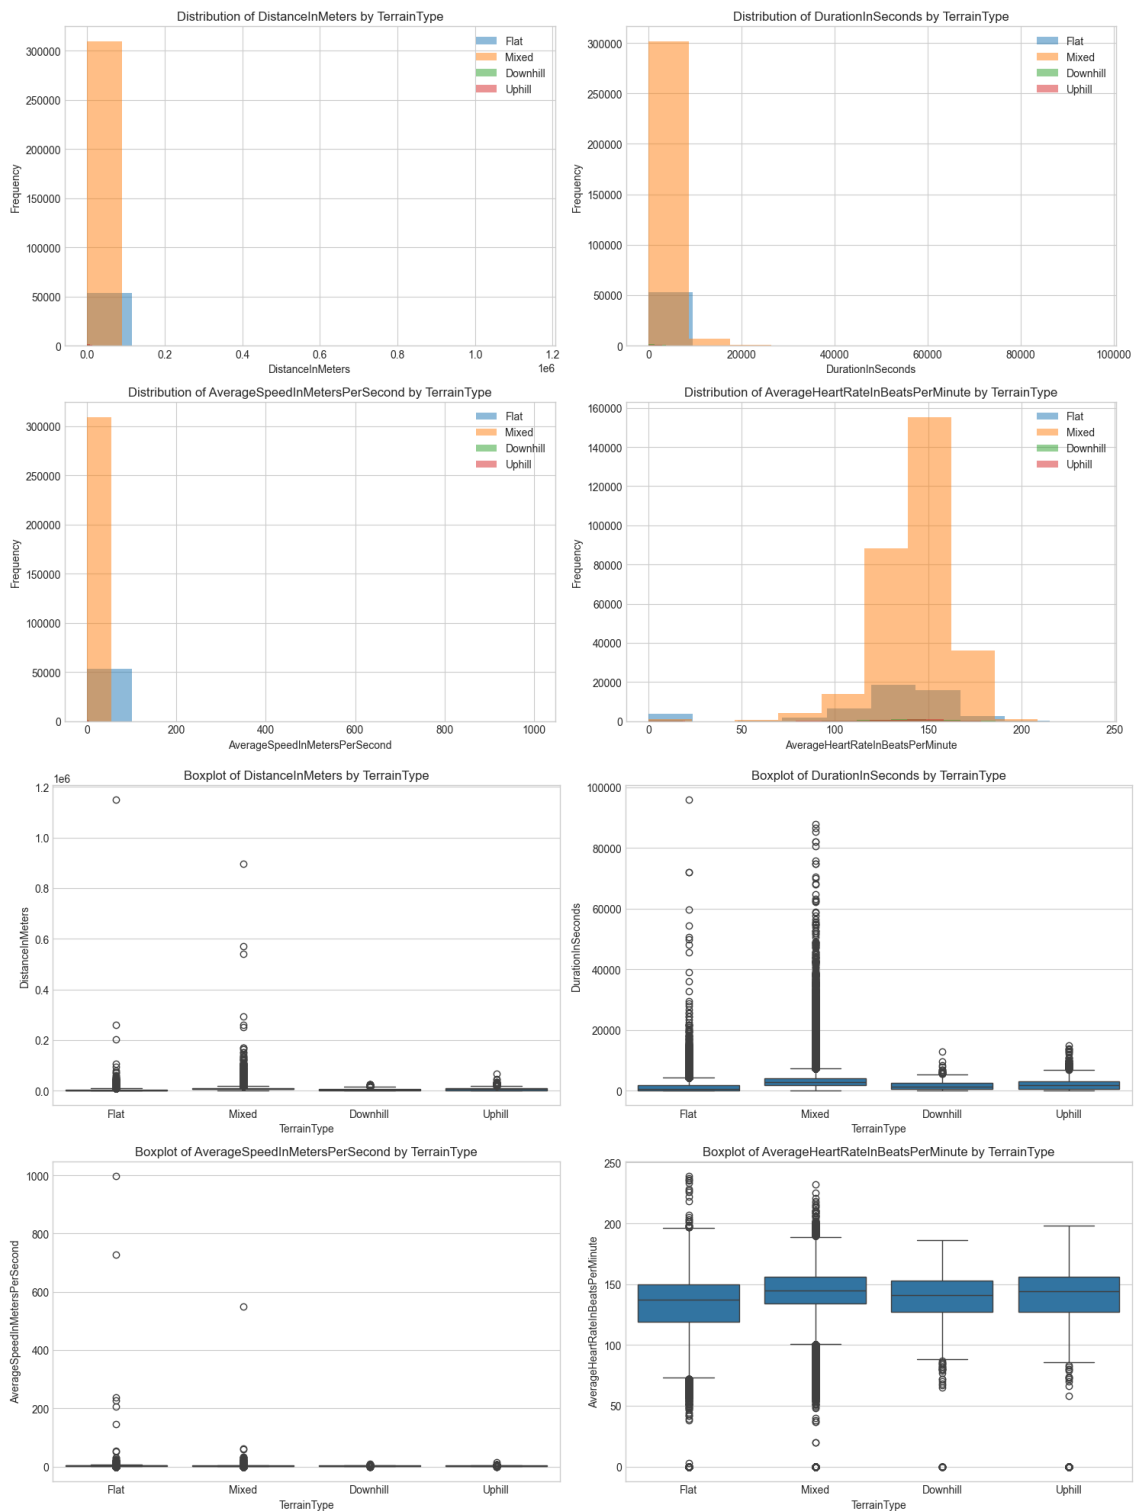 Distribution of DistanceInMeters by TerrainType
300000
250000
200000
150000
100000
50000
0
Frequency
Flat
Mixed
Downhill
Uphill
0.0 0.2 0.4 0.6 0.8 1.0 1.2
1e6
DistanceInMeters
Distribution of DurationInSeconds by TerrainType
300000
250000
200000
150000
100000
50000
0
Frequency
Flat
Mixed
Downhill
Uphill
0 20000 40000 60000 80000 100000
DurationInSeconds
Distribution of AverageSpeedInMetersPerSecond by TerrainType
300000
250000
200000
150000
100000
50000
0
Frequency
Flat
Mixed
Downhill
Uphill
0 200 400 600 800 1000
AverageSpeedInMetersPerSecond
Distribution of AverageHeartRateInBeatsPerMinute by TerrainType
160000
140000
120000
100000
80000
60000
40000
20000
0
Frequency
Flat
Mixed
Downhill
Uphill
0 50 100 150 200 250
AverageHeartRateInBeatsPerMinute
Boxplot of DistanceInMeters by TerrainType
1e6
1.2
1.0
0.8
0.6
0.4
0.2
0.0
DistanceInMeters
Flat Mixed Downhill Uphill
TerrainType
Boxplot of DurationInSeconds by TerrainType
100000
80000
60000
40000
20000
0
DurationInSeconds
Flat Mixed Downhill Uphill
TerrainType
Boxplot of AverageSpeedInMetersPerSecond by TerrainType
1000
800
600
400
200
0
AverageSpeedInMetersPerSecond
Flat Mixed Downhill Uphill
TerrainType
Boxplot of AverageHeartRateInBeatsPerMinute by TerrainType
250
200
150
100
50
0
AverageHeartRateInBeatsPerMinute
Flat Mixed Downhill Uphill
TerrainType